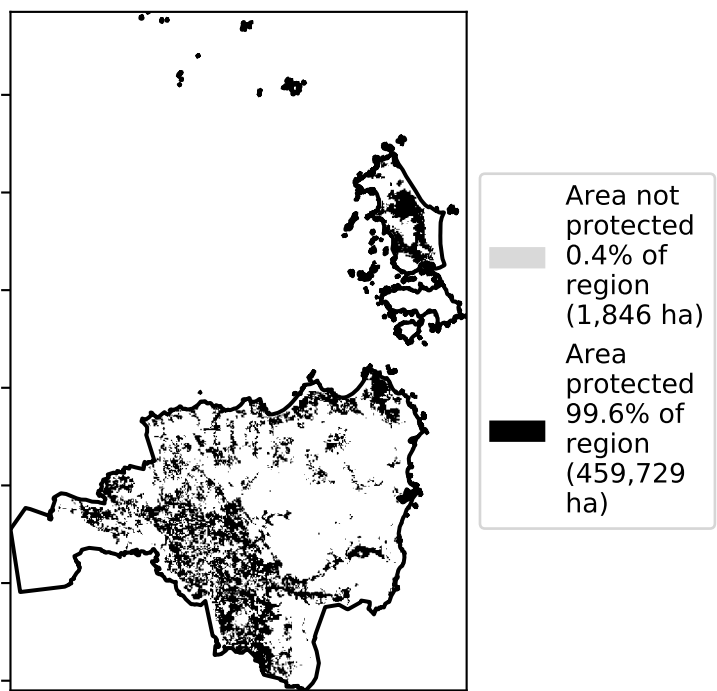 Area not
protected
0.4% of
region
(1,846 ha)
Area
protected
99.6% of
region
(459,729
ha)